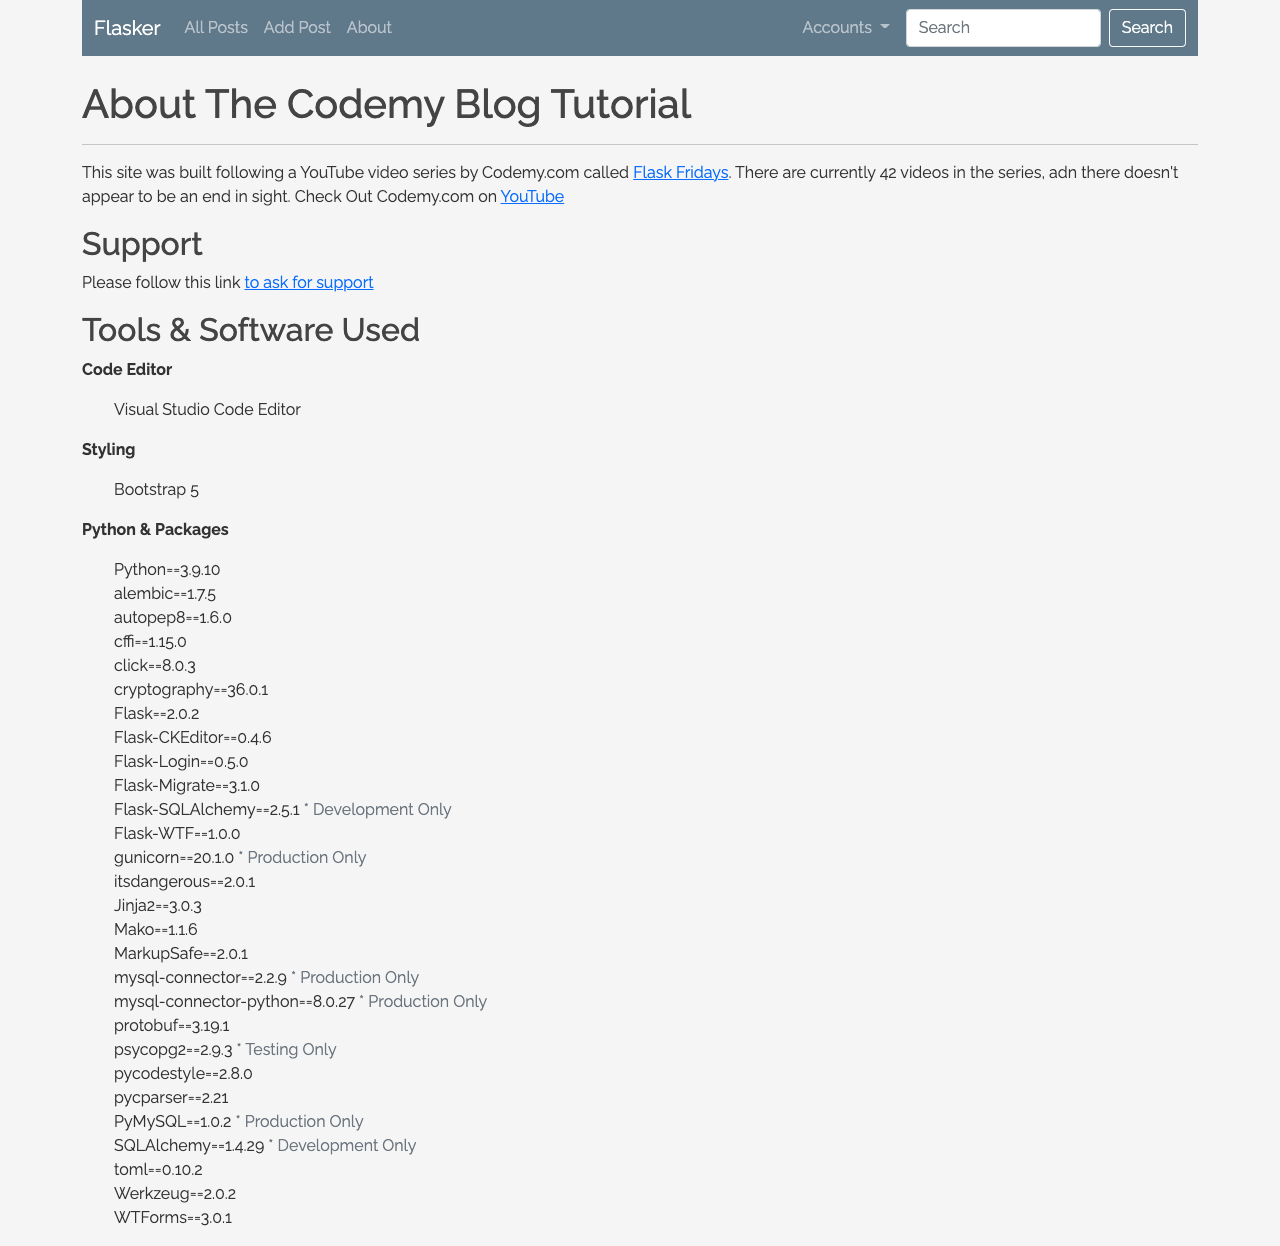 Flasker All Posts Add Post About Accounts Search Search
About The Codemy Blog Tutorial
This site was built following a YouTube video series by Codemy.com called Flask Fridays. There are currently 42 videos in the series, adn there doesn't
appear to be an end in sight. Check Out Codemy.com on YouTube
Support
Please follow this link to ask for support
Tools & Software Used
Code Editor
Visual Studio Code Editor
Styling
Bootstrap 5
Python & Packages
Python==3.9.10
alembic==1.7.5
autopep8==1.6.0
cffi==1.15.0
click==8.0.3
cryptography==36.0.1
Flask==2.0.2
Flask-CKEditor==0.4.6
Flask-Login==0.5.0
Flask-Migrate==3.1.0
Flask-SQLAlchemy==2.5.1 * Development Only
Flask-WTF==1.0.0
gunicorn==20.1.0 * Production Only
itsdangerous==2.0.1
Jinja2==3.0.3
Mako==1.1.6
MarkupSafe==2.0.1
mysql-connector==2.2.9 * Production Only
mysql-connector-python==8.0.27 * Production Only
protobuf==3.19.1
psycopg2==2.9.3 * Testing Only
pycodestyle==2.8.0
pycparser==2.21
PyMySQL==1.0.2 * Production Only
SQLAlchemy==1.4.29 * Development Only
toml==0.10.2
Werkzeug==2.0.2
WTForms==3.0.1